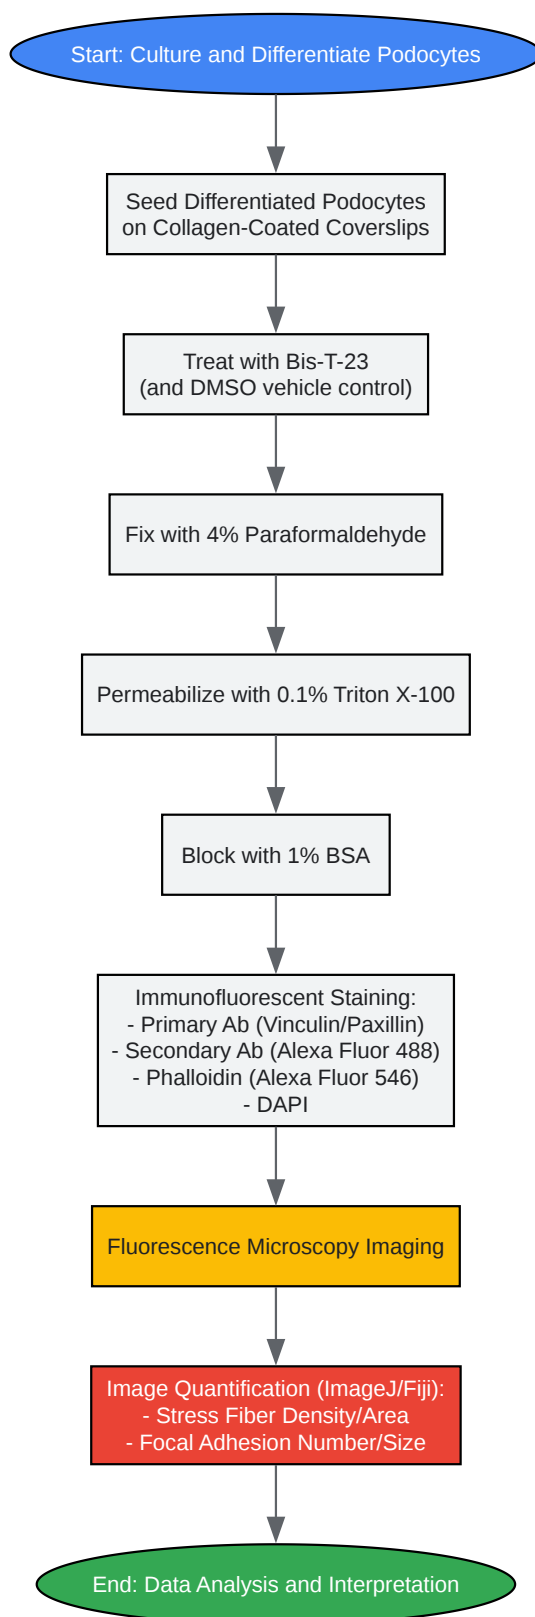 Start: Culture and Differentiate Podocytes
Seed Differentiated Podocytes
on Collagen-Coated Coverslips
Treat with Bis-T-23
(and DMSO vehicle control)
Fix with 4% Paraformaldehyde
Permeabilize with 0.1% Triton X-100
Block with 1% BSA
Immunofluorescent Staining:
- Primary Ab (Vinculin/Paxillin)
- Secondary Ab (Alexa Fluor 488)
- Phalloidin (Alexa Fluor 546)
- DAPI
Fluorescence Microscopy Imaging
Image Quantification (ImageJ/Fiji):
- Stress Fiber Density/Area
- Focal Adhesion Number/Size
End: Data Analysis and Interpretation